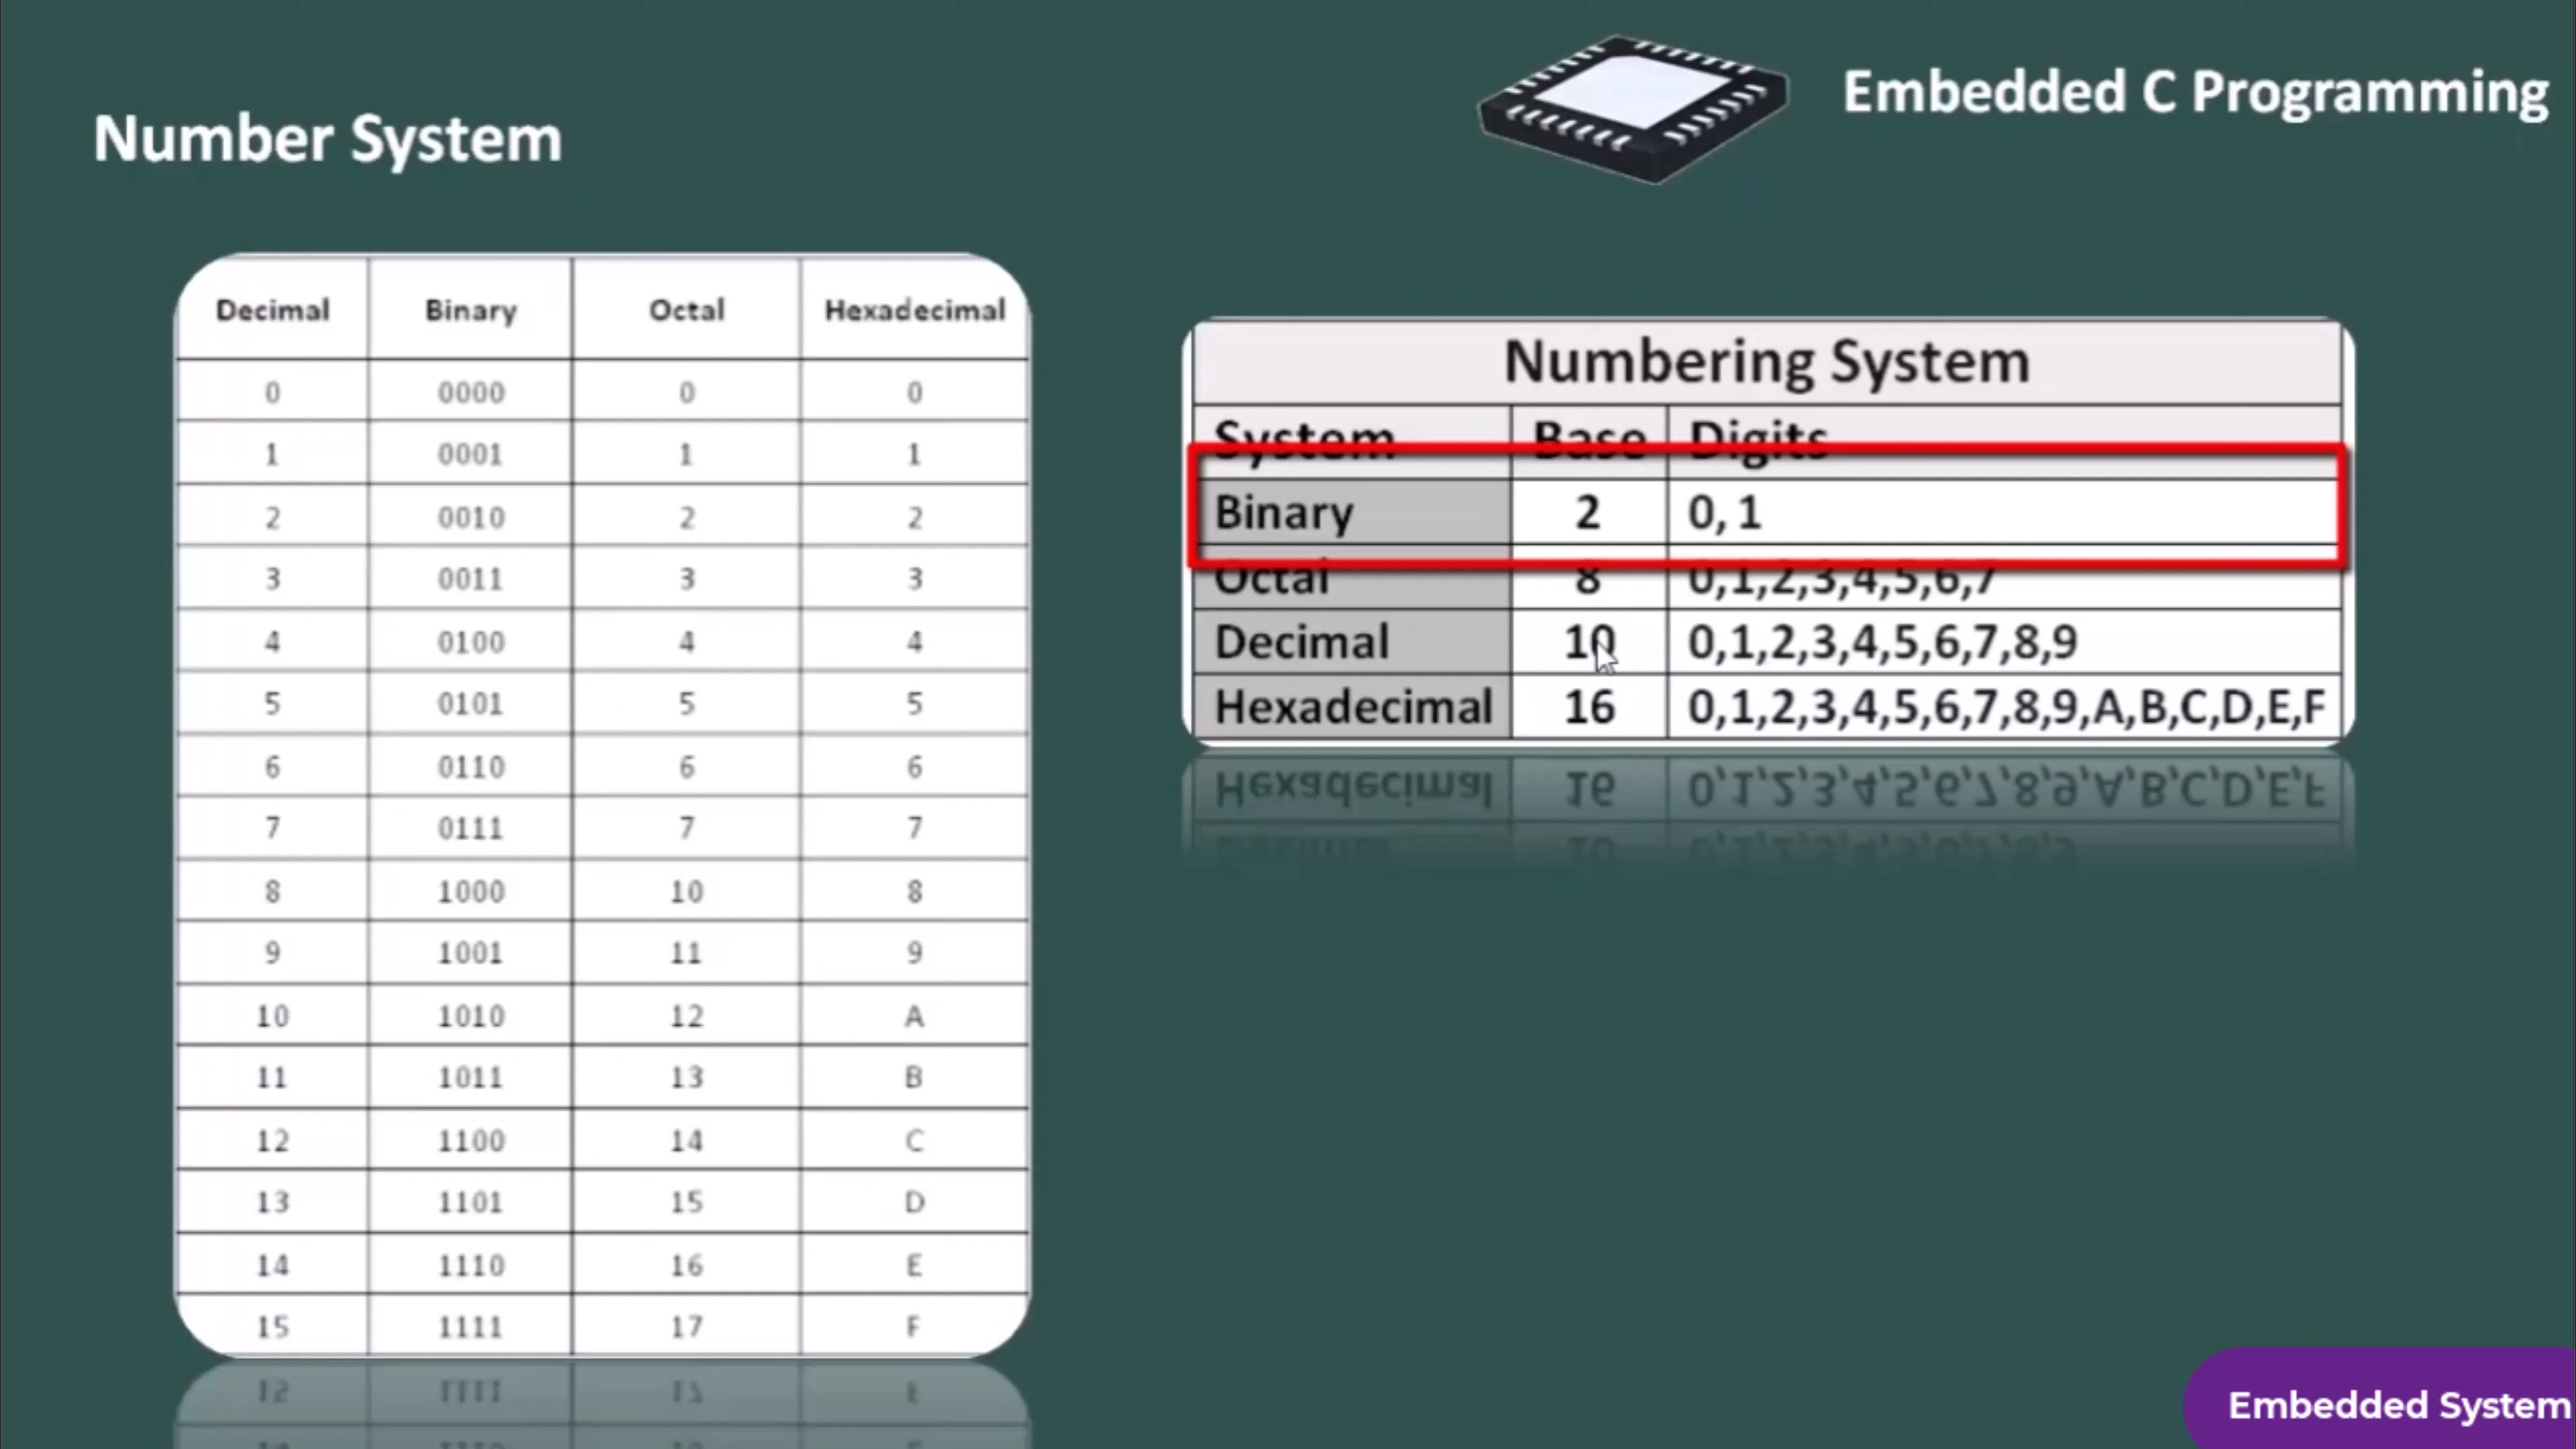 Embedded C Programming
Number System
Decimal Binary Octal Hexadecimal
0 0000 0 0
1 0001 1 1
2 0010 2 2
3 0011 3 3
4 0100 4 4
5 0101 5 5
6 0110 6 6
7 0111 7 7
8 1000 10 8
9 1001 11 9
10 1010 12 A
11 1011 13 B
12 1100 14 C
13 1101 15 D
14 1110 16 E
15 1111 17 F
Numbering System
System Base Digits
Binary 2 0, 1
Octal 8 0,1,2,3,4,5,6,7
Decimal 10 0,1,2,3,4,5,6,7,8,9
Hexadecimal 16 0,1,2,3,4,5,6,7,8,9,A,B,C,D,E,F
Embedded System